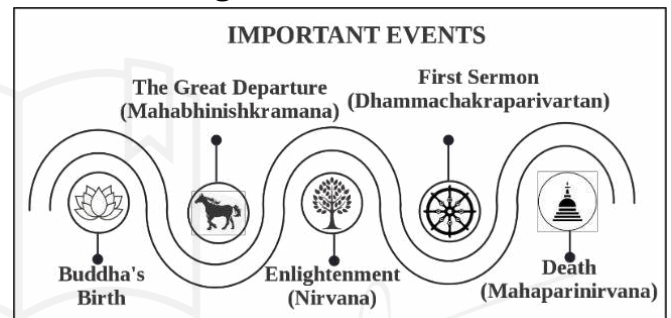 IMPORTANT EVENTS
The Great Departure
(Mahabhinishkramana)
First Sermon
(Dhammachakraparivartan)
Buddha's
Birth
Enlightenment
(Nirvana)
Death
(Mahaparinirvana)